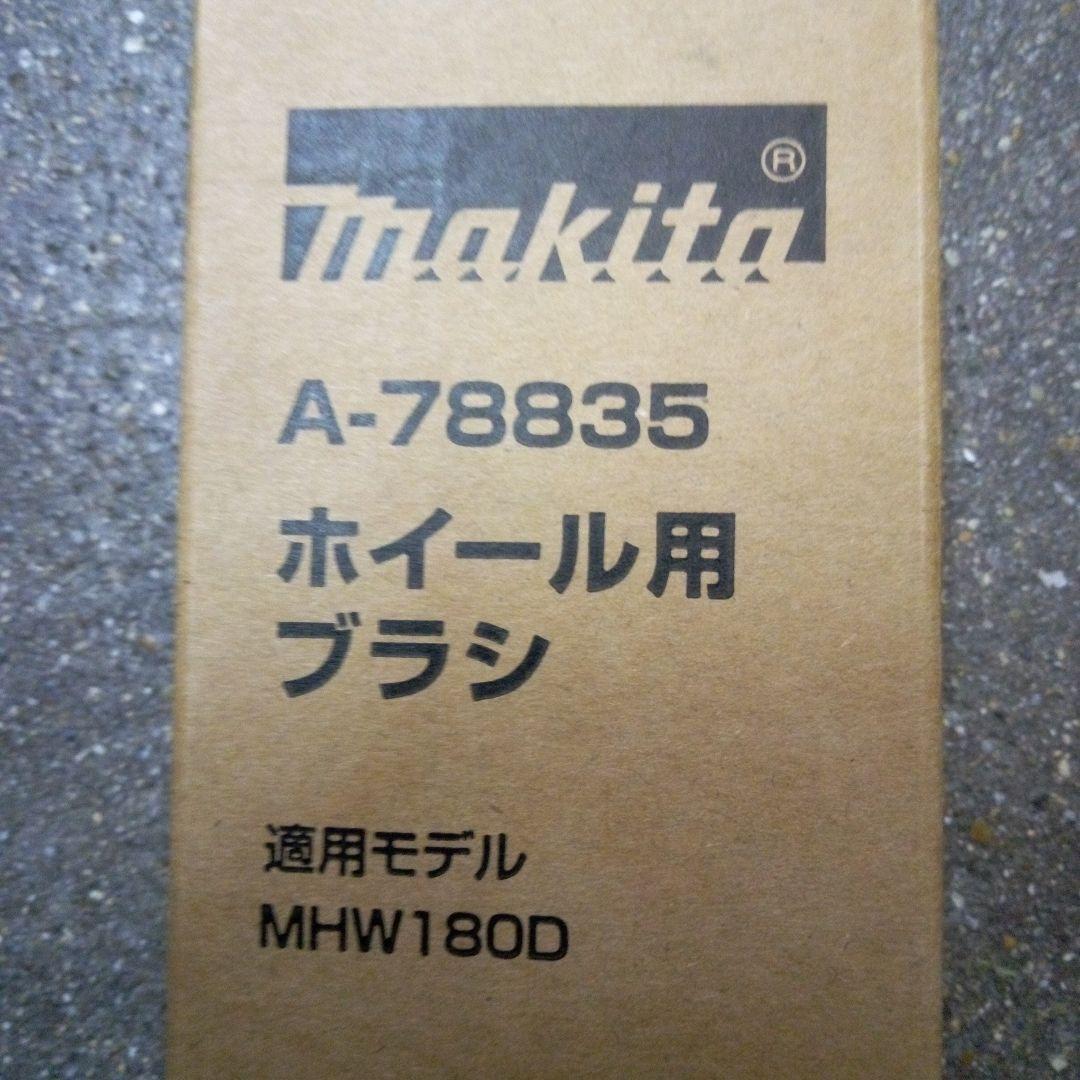 makita®
A-78835
ホイール用
ブラシ
適用モデル
MHW180D